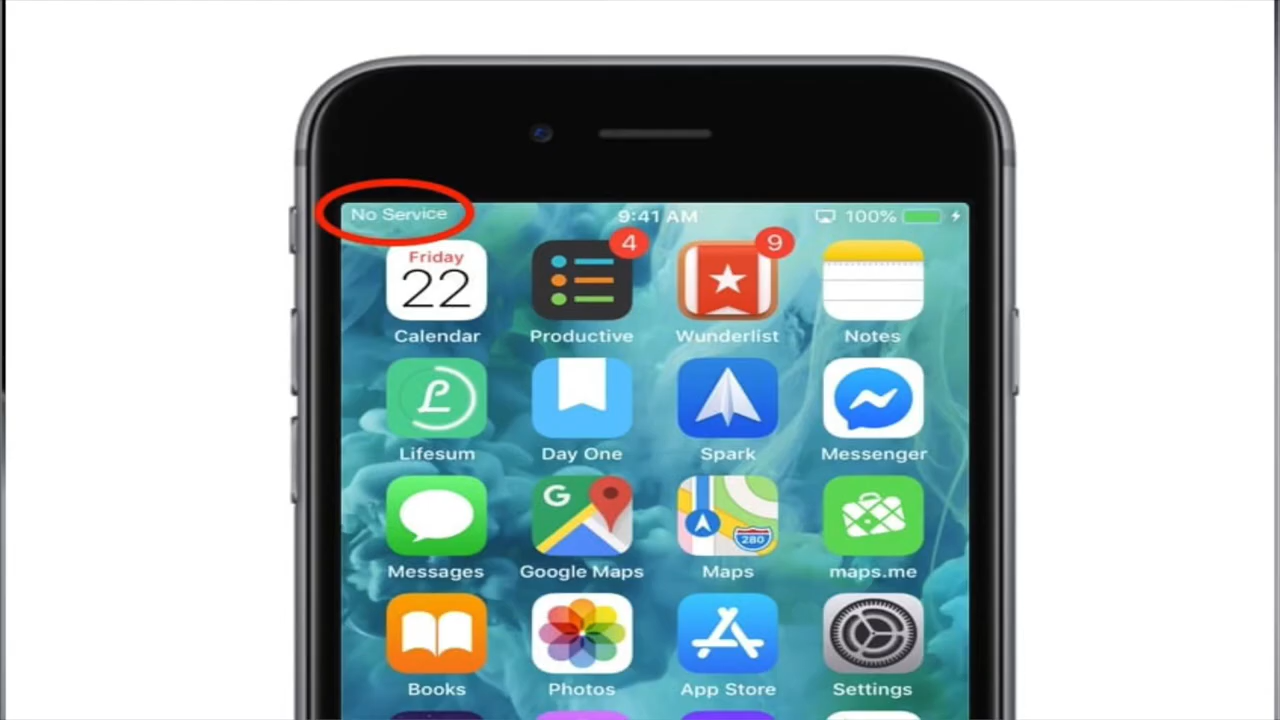 No Service 9:41 AM 100%
4 9
Friday
22
Calendar Productive Wunderlist Notes
Lifesum Day One Spark Messenger
G 280
Messages Google Maps Maps maps.me
Books Photos App Store Settings